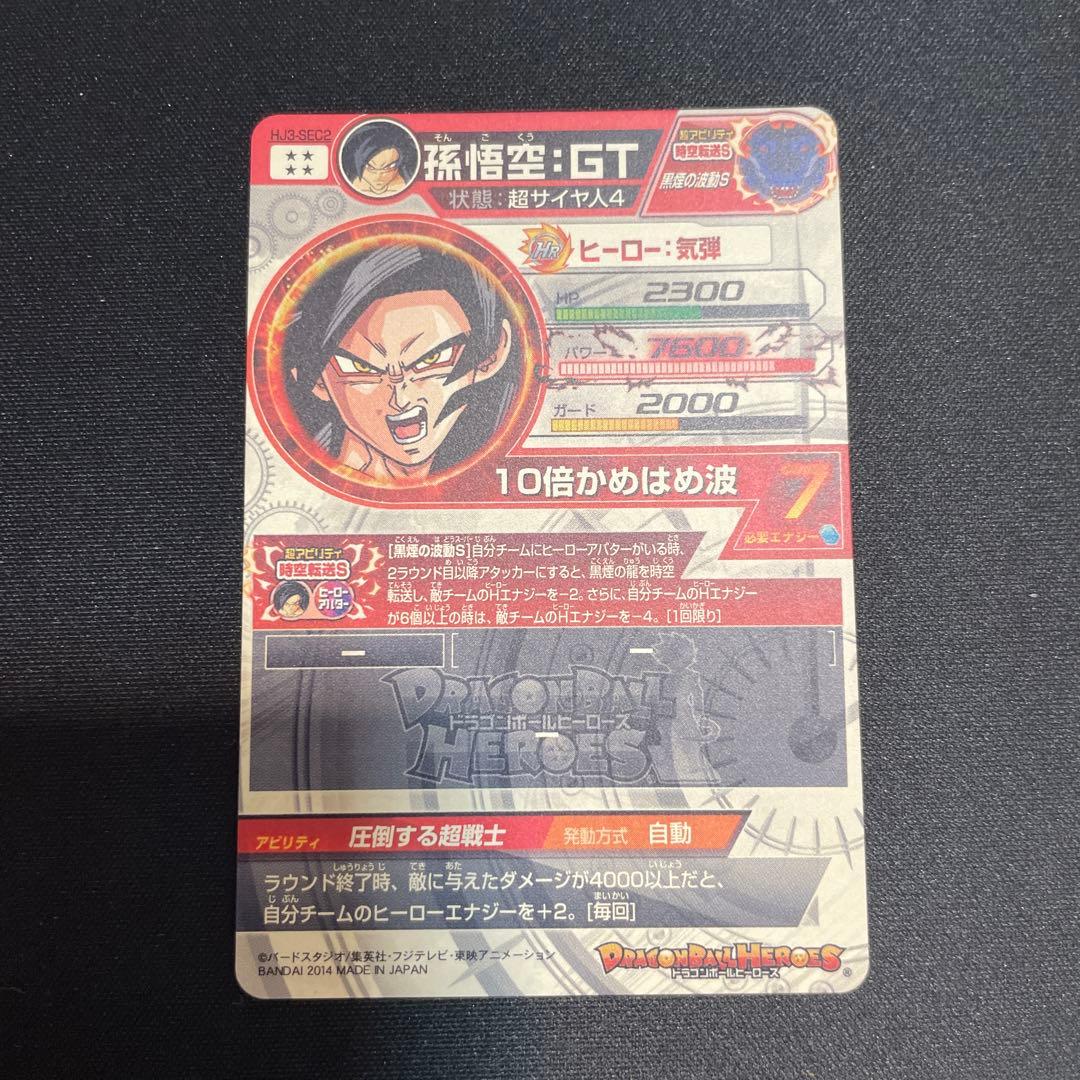 HJ3-SEC2
★★
★★
そんごくう
孫悟空:GT
状態:超サイヤ人4
超アビリティ
時空転送S
黒煙の波動S
HR ヒーロー:気弾
HP 2300
パワー 7600
ガード 2000
10倍かめはめ波
7
必要エナジー
超アビリティ
時空転送S
ヒーロー
アバター
[黒煙の波動S]自分チームにヒーローアバターがいる時、
2ラウンド目以降アタッカーにすると、黒煙の龍を時空
転送し、敵チームのHエナジーを−2。さらに、自分チームのHエナジー
が6個以上の時は、敵チームのHエナジーを−4。[1回限り]
ー [ ー ]
DRAGONBALL
ドラゴンボールヒーローズ
HEROES
ー
アビリティ 圧倒する超戦士 発動方式 自動
ラウンド終了時、敵に与えたダメージが4000以上だと、
自分チームのヒーローエナジーを+2。[毎回]
©バードスタジオ/集英社・フジテレビ・東映アニメーション
BANDAI 2014 MADE IN JAPAN
DRAGONBALL HEROES
ドラゴンボールヒーローズ ®